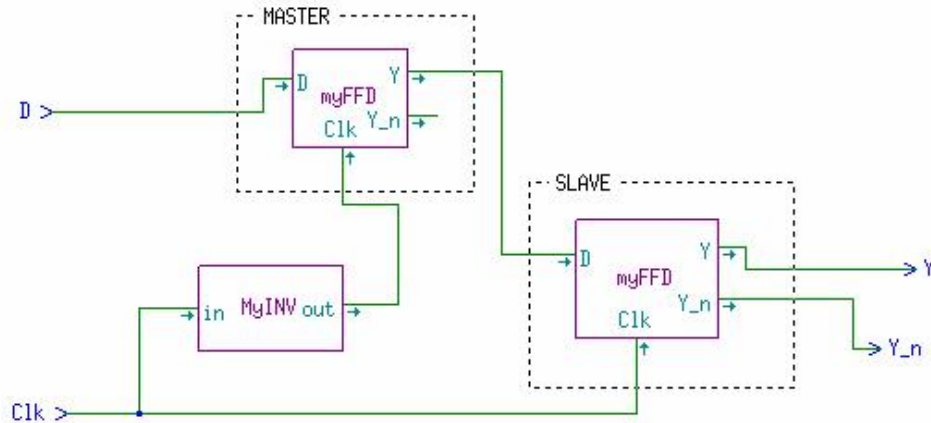 MASTER
D
D
Y
myFFD
Y_n
Clk
SLAVE
D
Y
myFFD
Y_n
Clk
Y
Y_n
in
MyINV
out
Clk